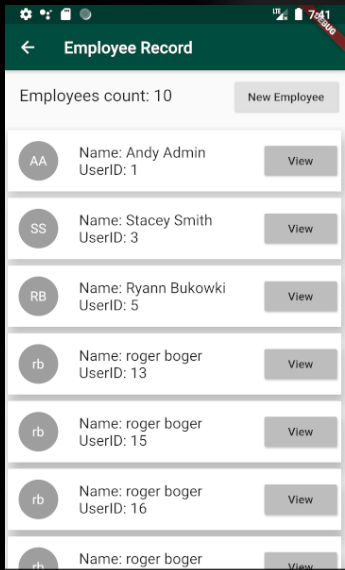 7:41
DEBUG
Employee Record
Employees count: 10
New Employee
AA
Name: Andy Admin
UserID: 1
View
SS
Name: Stacey Smith
UserID: 3
View
RB
Name: Ryann Bukowki
UserID: 5
View
rb
Name: roger boger
UserID: 13
View
rb
Name: roger boger
UserID: 15
View
rb
Name: roger boger
UserID: 16
View
rb
Name: roger boger
View